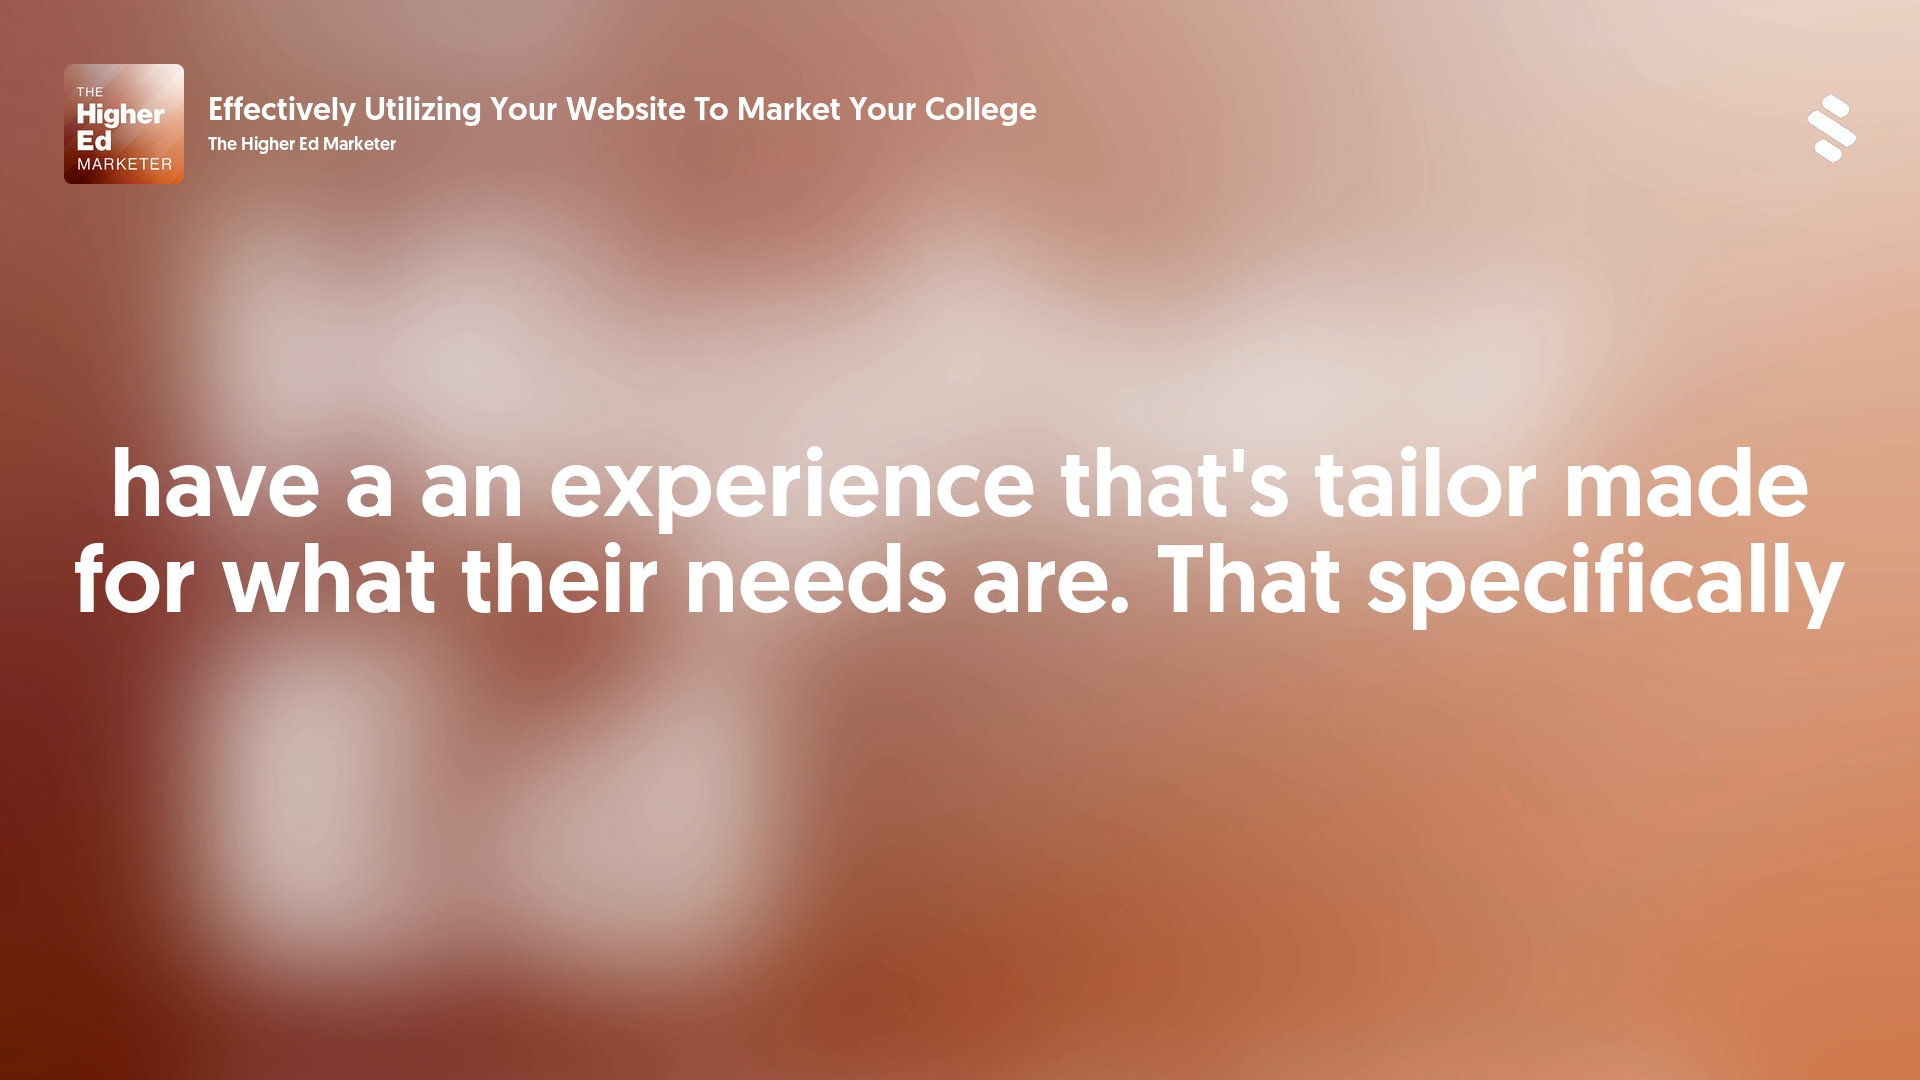 THE
Higher
Ed
MARKETER
Effectively Utilizing Your Website To Market Your College
The Higher Ed Marketer
have a an experience that's tailor made
for what their needs are. That specifically